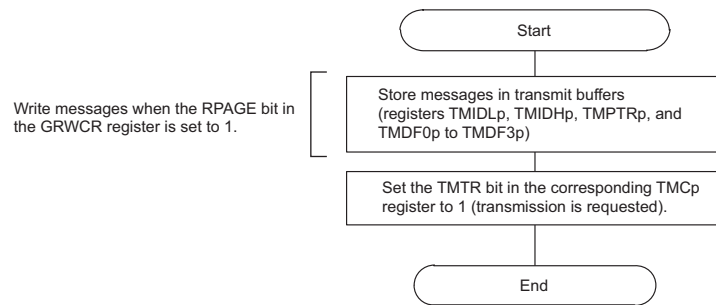 Start
Write messages when the RPAGE bit in
the GRWCR register is set to 1.
Store messages in transmit buffers
(registers TMIDLp, TMIDHp, TMPTRp, and
TMDF0p to TMDF3p)
Set the TMTR bit in the corresponding TMCp
register to 1 (transmission is requested).
End